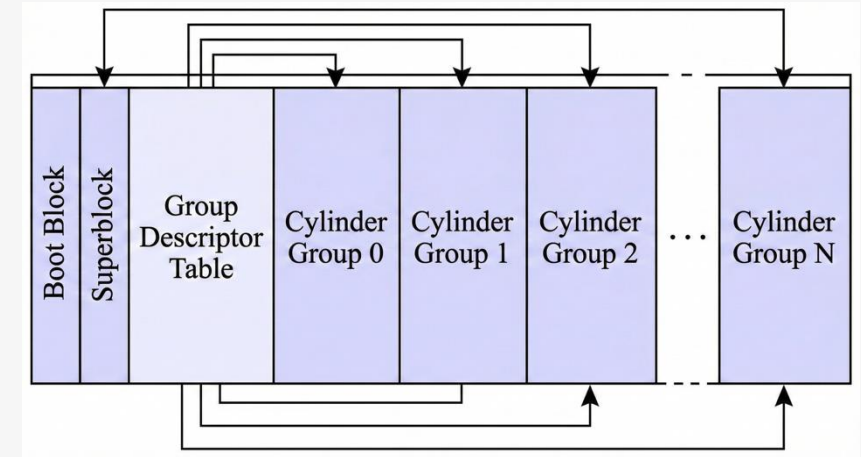 Boot Block
Superblock
Group
Descriptor
Table
Cylinder
Group 0
Cylinder
Group 1
Cylinder
Group 2
...
Cylinder
Group N